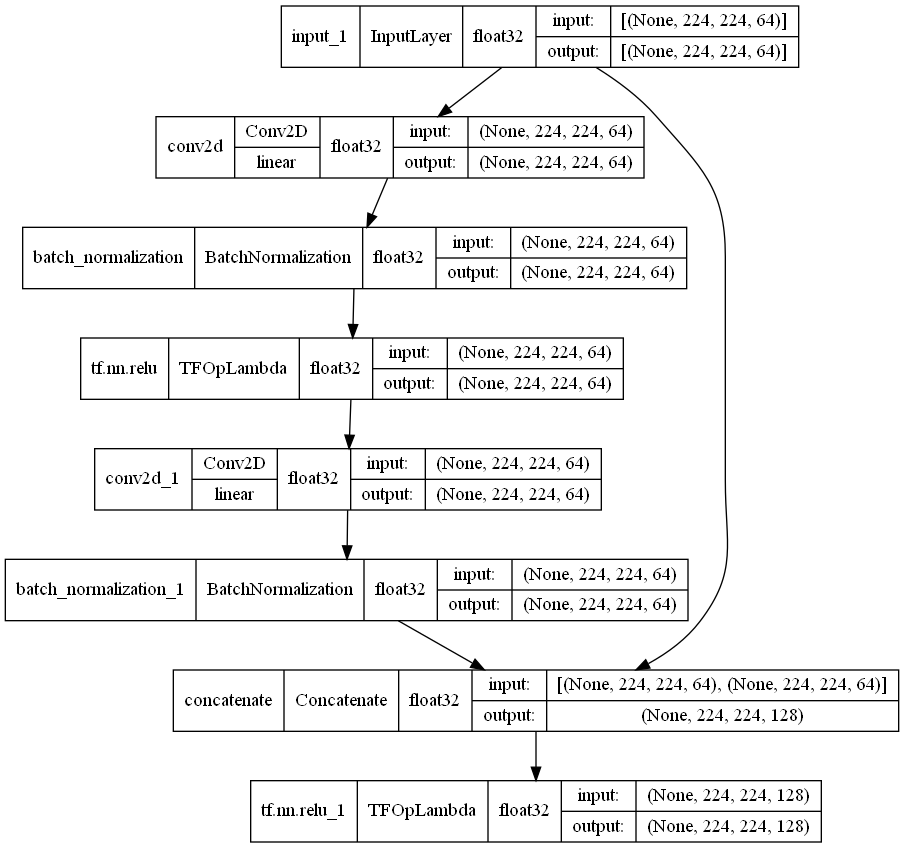 input_1 InputLayer float32 input: [(None, 224, 224, 64)]
output: [(None, 224, 224, 64)]
conv2d Conv2D linear float32 input: (None, 224, 224, 64)
output: (None, 224, 224, 64)
batch_normalization BatchNormalization float32 input: (None, 224, 224, 64)
output: (None, 224, 224, 64)
tf.nn.relu TFOpLambda float32 input: (None, 224, 224, 64)
output: (None, 224, 224, 64)
conv2d_1 Conv2D linear float32 input: (None, 224, 224, 64)
output: (None, 224, 224, 64)
batch_normalization_1 BatchNormalization float32 input: (None, 224, 224, 64)
output: (None, 224, 224, 64)
concatenate Concatenate float32 input: [(None, 224, 224, 64), (None, 224, 224, 64)]
output: (None, 224, 224, 128)
tf.nn.relu_1 TFOpLambda float32 input: (None, 224, 224, 128)
output: (None, 224, 224, 128)